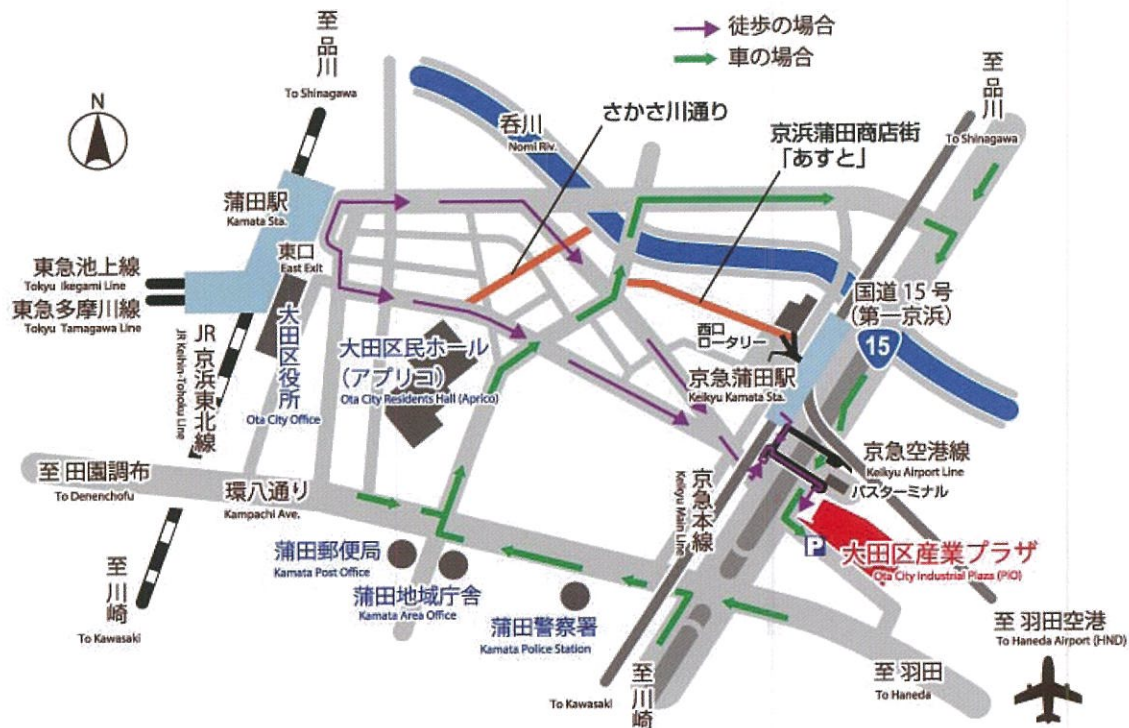 徒歩の場合
車の場合
至 品川
To Shinagawa
至 品川
To Shinagawa
N
さかさ川通り
呑川
Nomi Riv.
京浜蒲田商店街
「あすと」
蒲田駅
Kamata Sta.
東口
East Exit
東急池上線
Tokyu Ikegami Line
東急多摩川線
Tokyu Tamagawa Line
JR 京浜東北線
JR Keihin-Tohoku Line
大田区役所
Ota City Office
大田区民ホール
(アプリコ)
Ota City Residents Hall (Aprico)
西口
ロータリー
京急蒲田駅
Keikyu Kamata Sta.
国道 15 号
(第一京浜)
15
京急空港線
Keikyu Airport Line
バスターミナル
至 田園調布
To Denenchofu
環八通り
Kampachi Ave.
京急本線
Keikyu Main Line
P
大田区産業プラザ
Ota City Industrial Plaza (PiO)
蒲田郵便局
Kamata Post Office
蒲田地域庁舎
Kamata Area Office
蒲田警察署
Kamata Police Station
至 川崎
To Kawasaki
至 川崎
To Kawasaki
至 羽田
To Haneda
至 羽田空港
To Haneda Airport (HND)